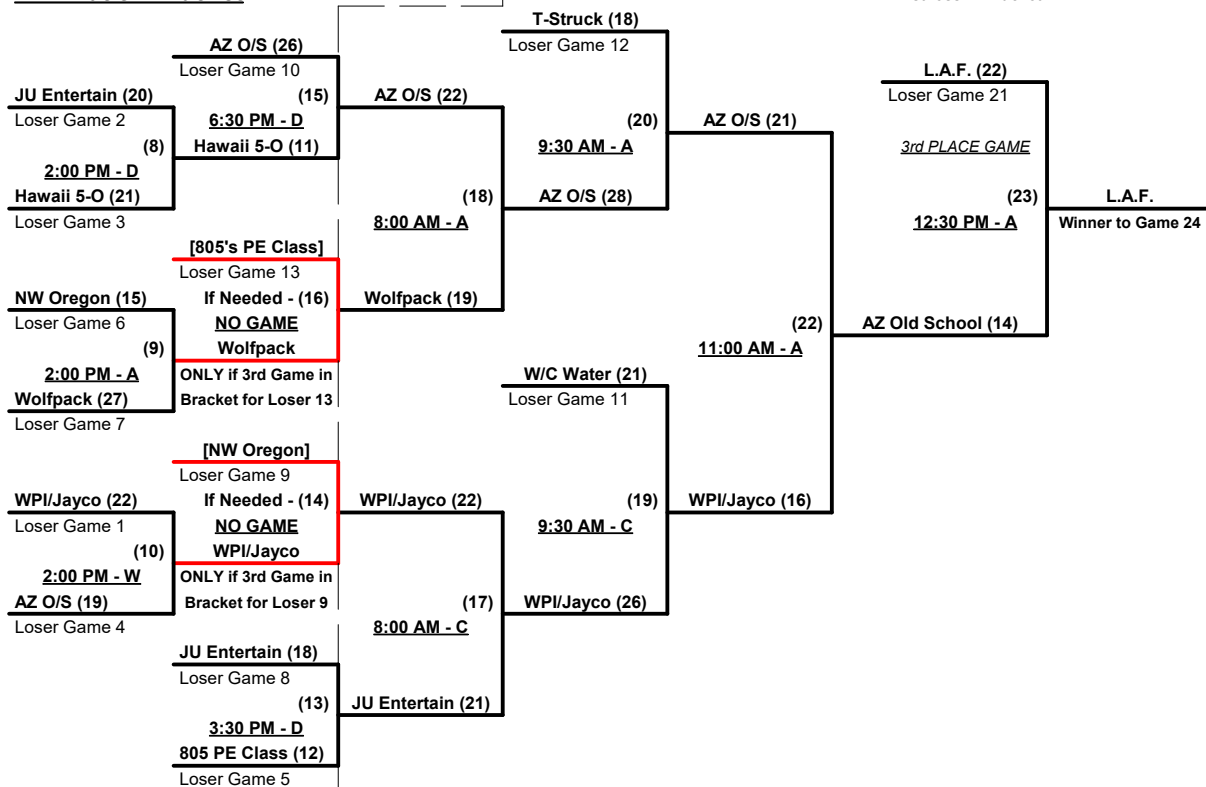 T-Struck (18)
Loser Game 12
AZ O/S (26)
Loser Game 10
L.A.F. (22)
Loser Game 21
JU Entertain (20)
Loser Game 2
(15)
6:30 PM - D
AZ O/S (22)
(20)
9:30 AM - A
AZ O/S (21)
3rd PLACE GAME
(8)
2:00 PM - D
Hawaii 5-O (11)
Hawaii 5-O (21)
Loser Game 3
(18)
8:00 AM - A
AZ O/S (28)
(23)
12:30 PM - A
L.A.F.
Winner to Game 24
[805's PE Class]
Loser Game 13
NW Oregon (15)
Loser Game 6
If Needed - (16)
NO GAME
Wolfpack
Wolfpack (19)
(22)
11:00 AM - A
AZ Old School (14)
(9)
2:00 PM - A
ONLY if 3rd Game in
Bracket for Loser 13
W/C Water (21)
Loser Game 11
Wolfpack (27)
Loser Game 7
[NW Oregon]
Loser Game 9
WPI/Jayco (22)
Loser Game 1
If Needed - (14)
NO GAME
WPI/Jayco
WPI/Jayco (22)
(19)
9:30 AM - C
WPI/Jayco (16)
(10)
2:00 PM - W
ONLY if 3rd Game in
Bracket for Loser 9
AZ O/S (19)
Loser Game 4
(17)
8:00 AM - C
WPI/Jayco (26)
JU Entertain (18)
Loser Game 8
(13)
3:30 PM - D
JU Entertain (21)
805 PE Class (12)
Loser Game 5